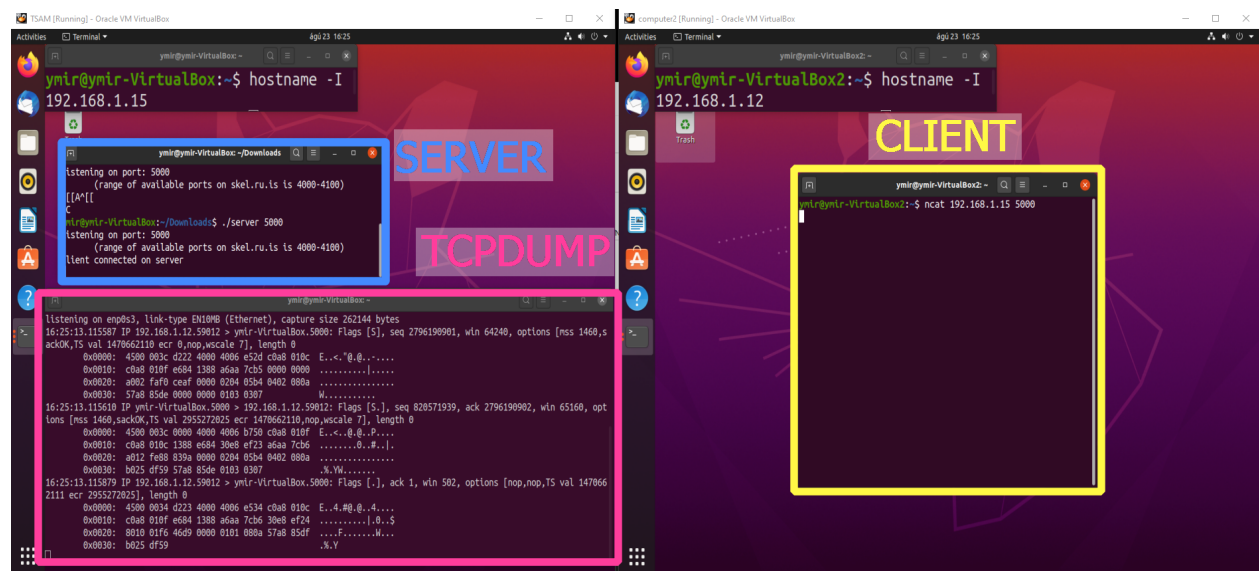 TSAM [Running] - Oracle VM VirtualBox
Activities Terminal ágú 23 16:25
ymir@ymir-VirtualBox: ~
ymir@ymir-VirtualBox:~$ hostname -I
192.168.1.15
SERVER
ymir@ymir-VirtualBox: ~/Downloads
istening on port: 5000
(range of available ports on skel.ru.is is 4000-4100)
[[A^[[
C
mir@ymir-VirtualBox:~/Downloads$ ./server 5000
istening on port: 5000
(range of available ports on skel.ru.is is 4000-4100)
lient connected on server
TCPDUMP
ymir@ymir-VirtualBox: ~
listening on enp0s3, link-type EN10MB (Ethernet), capture size 262144 bytes
16:25:13.115587 IP 192.168.1.12.59012 > ymir-VirtualBox.5000: Flags [S], seq 2796190901, win 64240, options [mss 1460,s
ackOK,TS val 1470662110 ecr 0,nop,wscale 7], length 0
0x0000: 4500 003c d222 4000 4006 e52d c0a8 010c E..<."@.@..-....
0x0010: c0a8 010f e684 1388 a6aa 7cb5 0000 0000 ..........|.....
0x0020: a002 faf0 ceaf 0000 0204 05b4 0402 080a ................
0x0030: 57a8 85de 0000 0000 0103 0307 W...........
16:25:13.115610 IP ymir-VirtualBox.5000 > 192.168.1.12.59012: Flags [S.], seq 820571939, ack 2796190902, win 65160, opt
ions [mss 1460,sackOK,TS val 2955272025 ecr 1470662110,nop,wscale 7], length 0
0x0000: 4500 003c 0000 4000 4006 b750 c0a8 010f E..<..@.@..P....
0x0010: c0a8 010c 1388 e684 30e8 ef23 a6aa 7cb6 ........0..#..|.
0x0020: a012 fe88 839a 0000 0204 05b4 0402 080a ................
0x0030: b025 df59 57a8 85de 0103 0307 .%.YW.......
16:25:13.115879 IP 192.168.1.12.59012 > ymir-VirtualBox.5000: Flags [.], ack 1, win 502, options [nop,nop,TS val 147066
2111 ecr 2955272025], length 0
0x0000: 4500 0034 d223 4000 4006 e534 c0a8 010c E..4.#@.@..4....
0x0010: c0a8 010f e684 1388 a6aa 7cb6 30e8 ef24 ..........|.0..$
0x0020: 8010 01f6 46d9 0000 0101 080a 57a8 85df ....F.......W...
0x0030: b025 df59 .%.Y
computer2 [Running] - Oracle VM VirtualBox
Activities Terminal ágú 23 16:25
ymir@ymir-VirtualBox2: ~
ymir@ymir-VirtualBox2:~$ hostname -I
192.168.1.12
Trash
CLIENT
ymir@ymir-VirtualBox2: ~
ymir@ymir-VirtualBox2:~$ ncat 192.168.1.15 5000